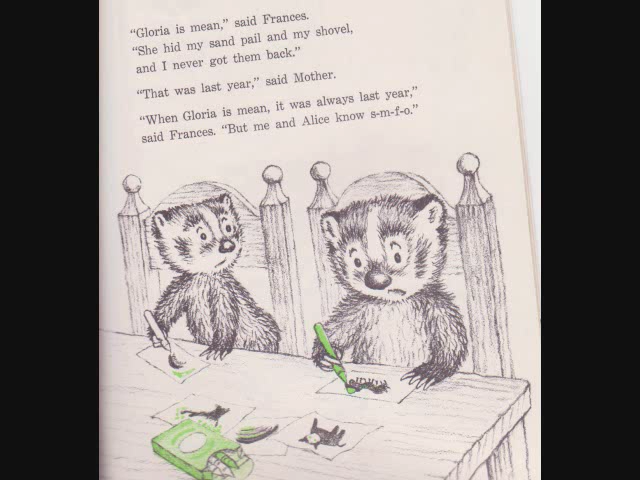 “Gloria is mean,” said Frances.
“She hid my sand pail and my shovel,
and I never got them back.”
“That was last year,” said Mother.
“When Gloria is mean, it was always last year,”
said Frances. “But me and Alice know s-m-f-o.”